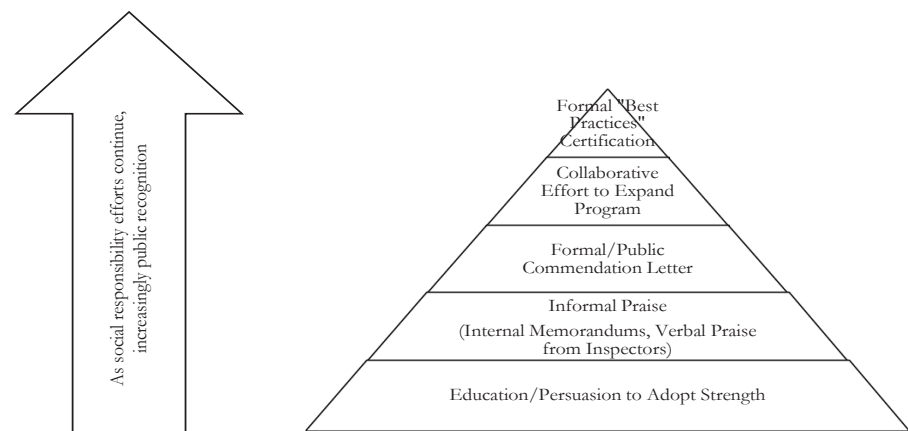 As social responsibility efforts continue,
increasingly public recognition
Formal "Best
Practices"
Certification
Collaborative
Effort to Expand
Program
Formal/Public
Commendation Letter
Informal Praise
(Internal Memorandums, Verbal Praise
from Inspectors)
Education/Persuasion to Adopt Strength